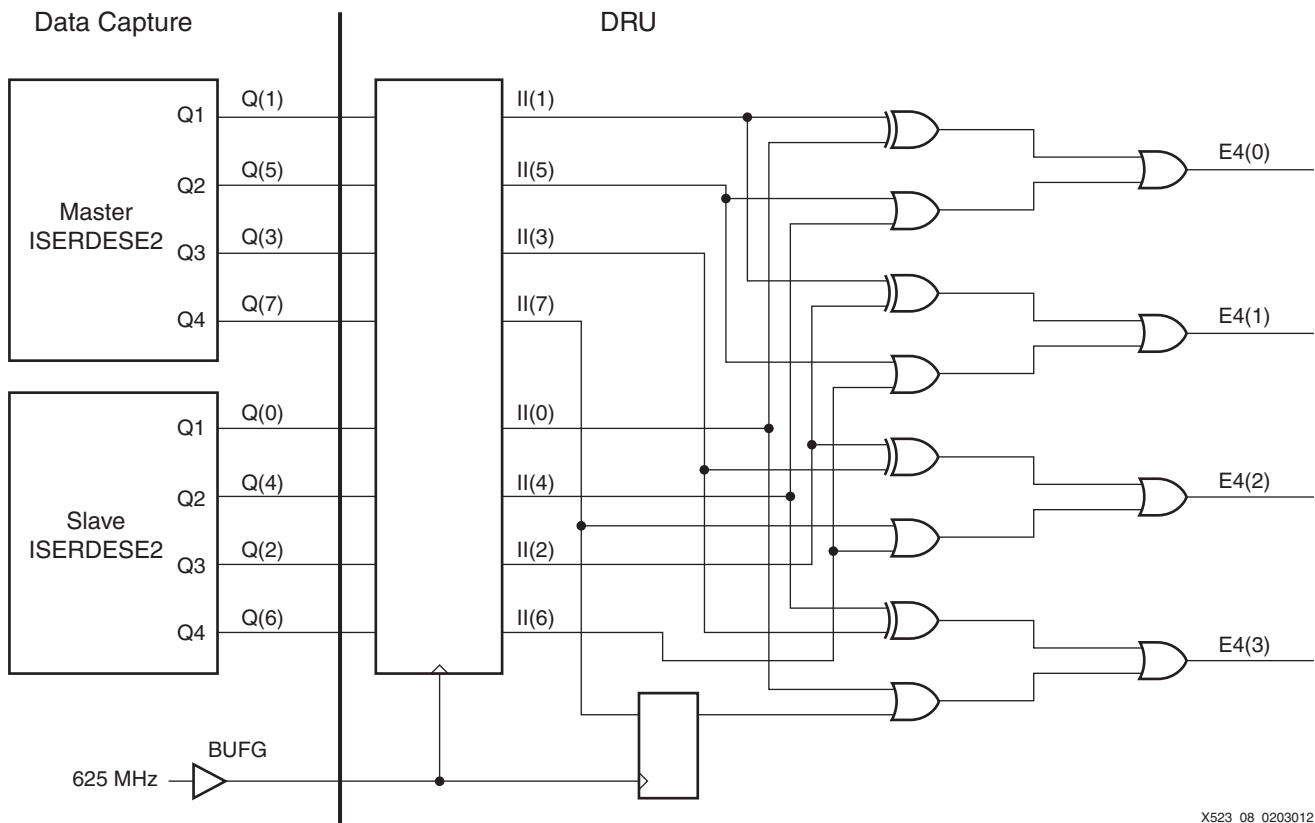 Data Capture
DRU
Master
ISERDESE2
Q1
Q2
Q3
Q4
Q(1)
Q(5)
Q(3)
Q(7)
Slave
ISERDESE2
Q1
Q2
Q3
Q4
Q(0)
Q(4)
Q(2)
Q(6)
II(1)
II(5)
II(3)
II(7)
II(0)
II(4)
II(2)
II(6)
E4(0)
E4(1)
E4(2)
E4(3)
BUFG
625 MHz
X523_08_0203012